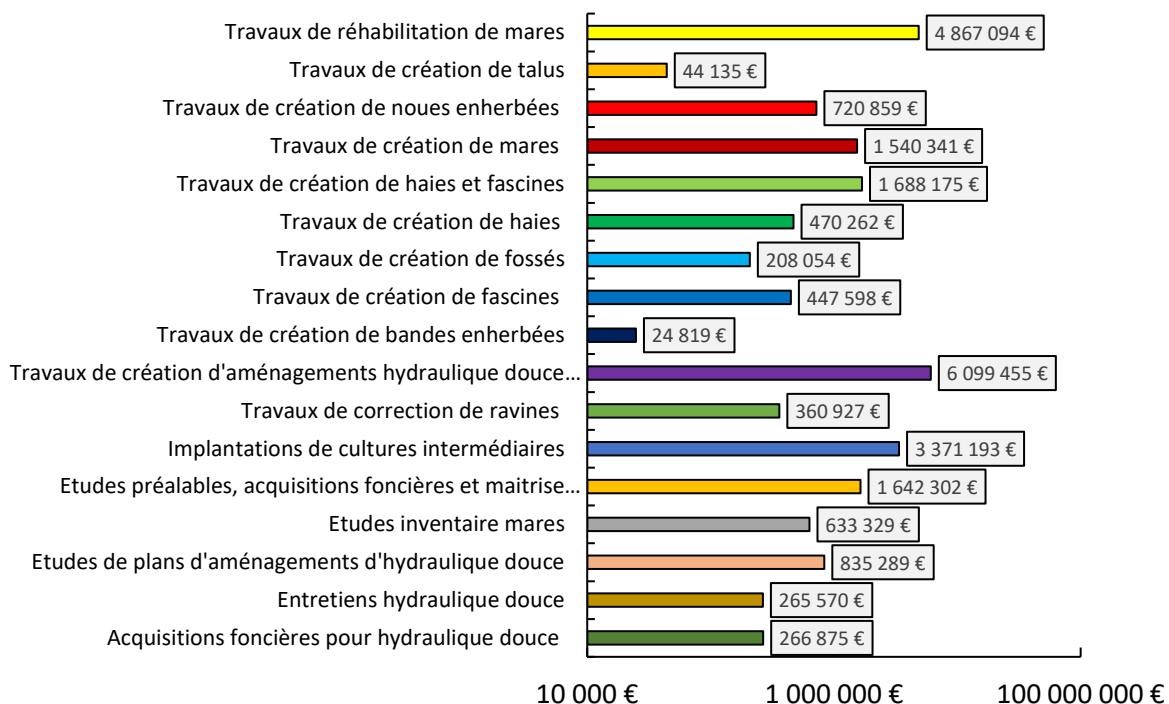 Travaux de réhabilitation de mares 4 867 094 €
Travaux de création de talus 44 135 €
Travaux de création de noues enherbées 720 859 €
Travaux de création de mares 1 540 341 €
Travaux de création de haies et fascines 1 688 175 €
Travaux de création de haies 470 262 €
Travaux de création de fossés 208 054 €
Travaux de création de fascines 447 598 €
Travaux de création de bandes enherbées 24 819 €
Travaux de création d'aménagements hydraulique douce... 6 099 455 €
Travaux de correction de ravines 360 927 €
Implantations de cultures intermédiaires 3 371 193 €
Etudes préalables, acquisitions foncières et maitrise... 1 642 302 €
Etudes inventaire mares 633 329 €
Etudes de plans d'aménagements d'hydraulique douce 835 289 €
Entretiens hydraulique douce 265 570 €
Acquisitions foncières pour hydraulique douce 266 875 €
10 000 € 1 000 000 € 100 000 000 €